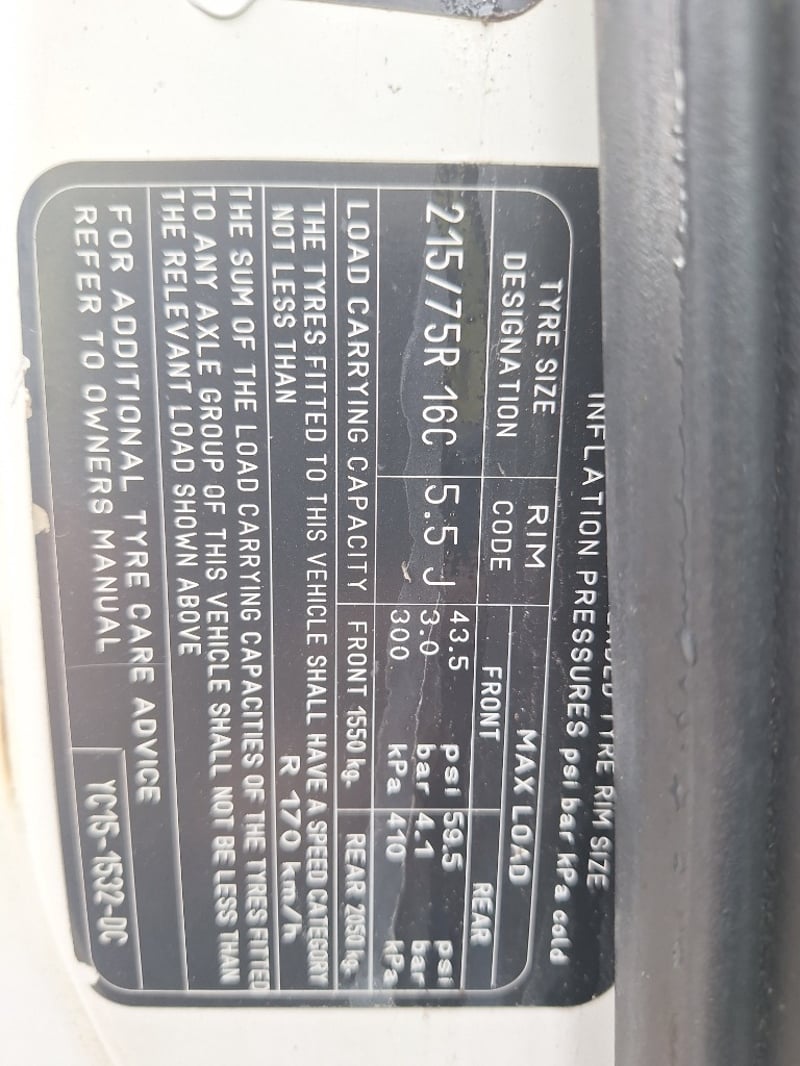 TYRE RIM SIZE
INFLATION PRESSURES psi bar kPa cold
TYRE SIZE DESIGNATION RIM CODE MAX LOAD
FRONT REAR
215/75R 16C 5.5 J 43.5 psi 59.5 psi
3.0 bar 4.1 bar
300 kPa 410 kPa
LOAD CARRYING CAPACITY FRONT 1550 kg. REAR 2050 kg.
THE TYRES FITTED TO THIS VEHICLE SHALL HAVE A SPEED CATEGORY
NOT LESS THAN R 170 km/h
THE SUM OF THE LOAD CARRYING CAPACITIES OF THE TYRES FITTED
TO ANY AXLE GROUP OF THIS VEHICLE SHALL NOT BE LESS THAN
THE RELEVANT LOAD SHOWN ABOVE
FOR ADDITIONAL TYRE CARE ADVICE
REFER TO OWNERS MANUAL
YC15-1532-DC